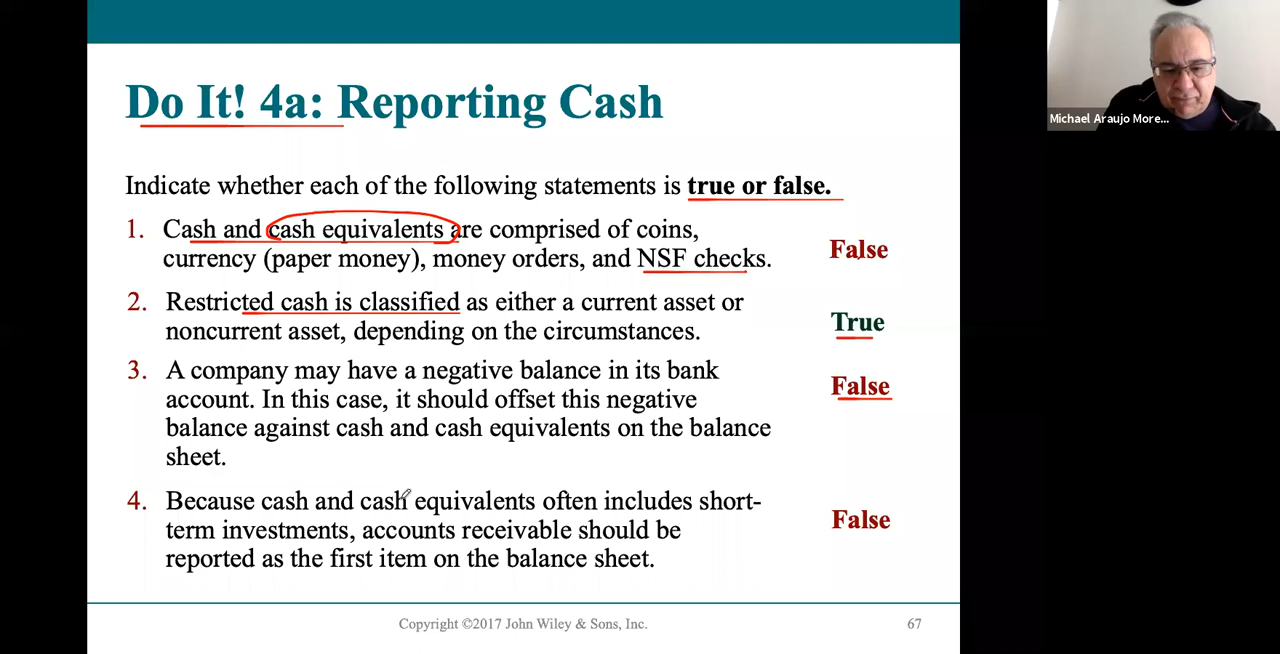 Do It! 4a: Reporting Cash
Michael Araujo More...
Indicate whether each of the following statements is true or false.
1. Cash and cash equivalents are comprised of coins,
currency (paper money), money orders, and NSF checks.
False
2. Restricted cash is classified as either a current asset or
noncurrent asset, depending on the circumstances.
True
3. A company may have a negative balance in its bank
account. In this case, it should offset this negative
balance against cash and cash equivalents on the balance
sheet.
False
4. Because cash and cash equivalents often includes short-
term investments, accounts receivable should be
reported as the first item on the balance sheet.
False
Copyright ©2017 John Wiley & Sons, Inc.
67